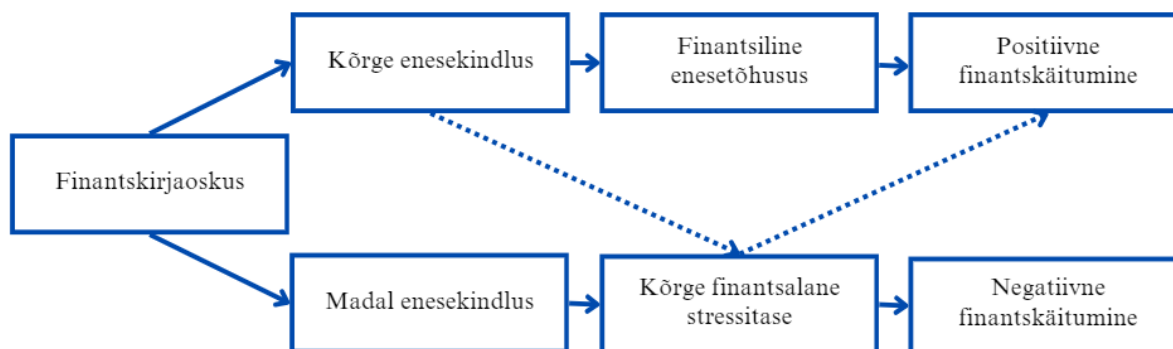 Kõrge enesekindlus
Finantsiline
enesetõhusus
Positiivne
finantskäitumine
Finantskirjaoskus
Madal enesekindlus
Kõrge finantsalane
stressitase
Negatiivne
finantskäitumine